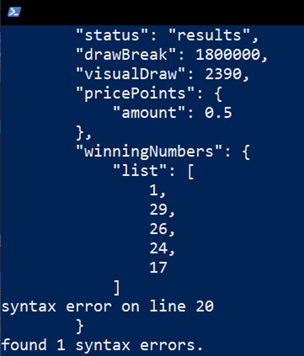 "status": "results",
"drawBreak": 1800000,
"visualDraw": 2390,
"pricePoints": {
"amount": 0.5
},
"winningNumbers": {
"list": [
1,
29,
26,
24,
17
]
syntax error on line 20
}
found 1 syntax errors.